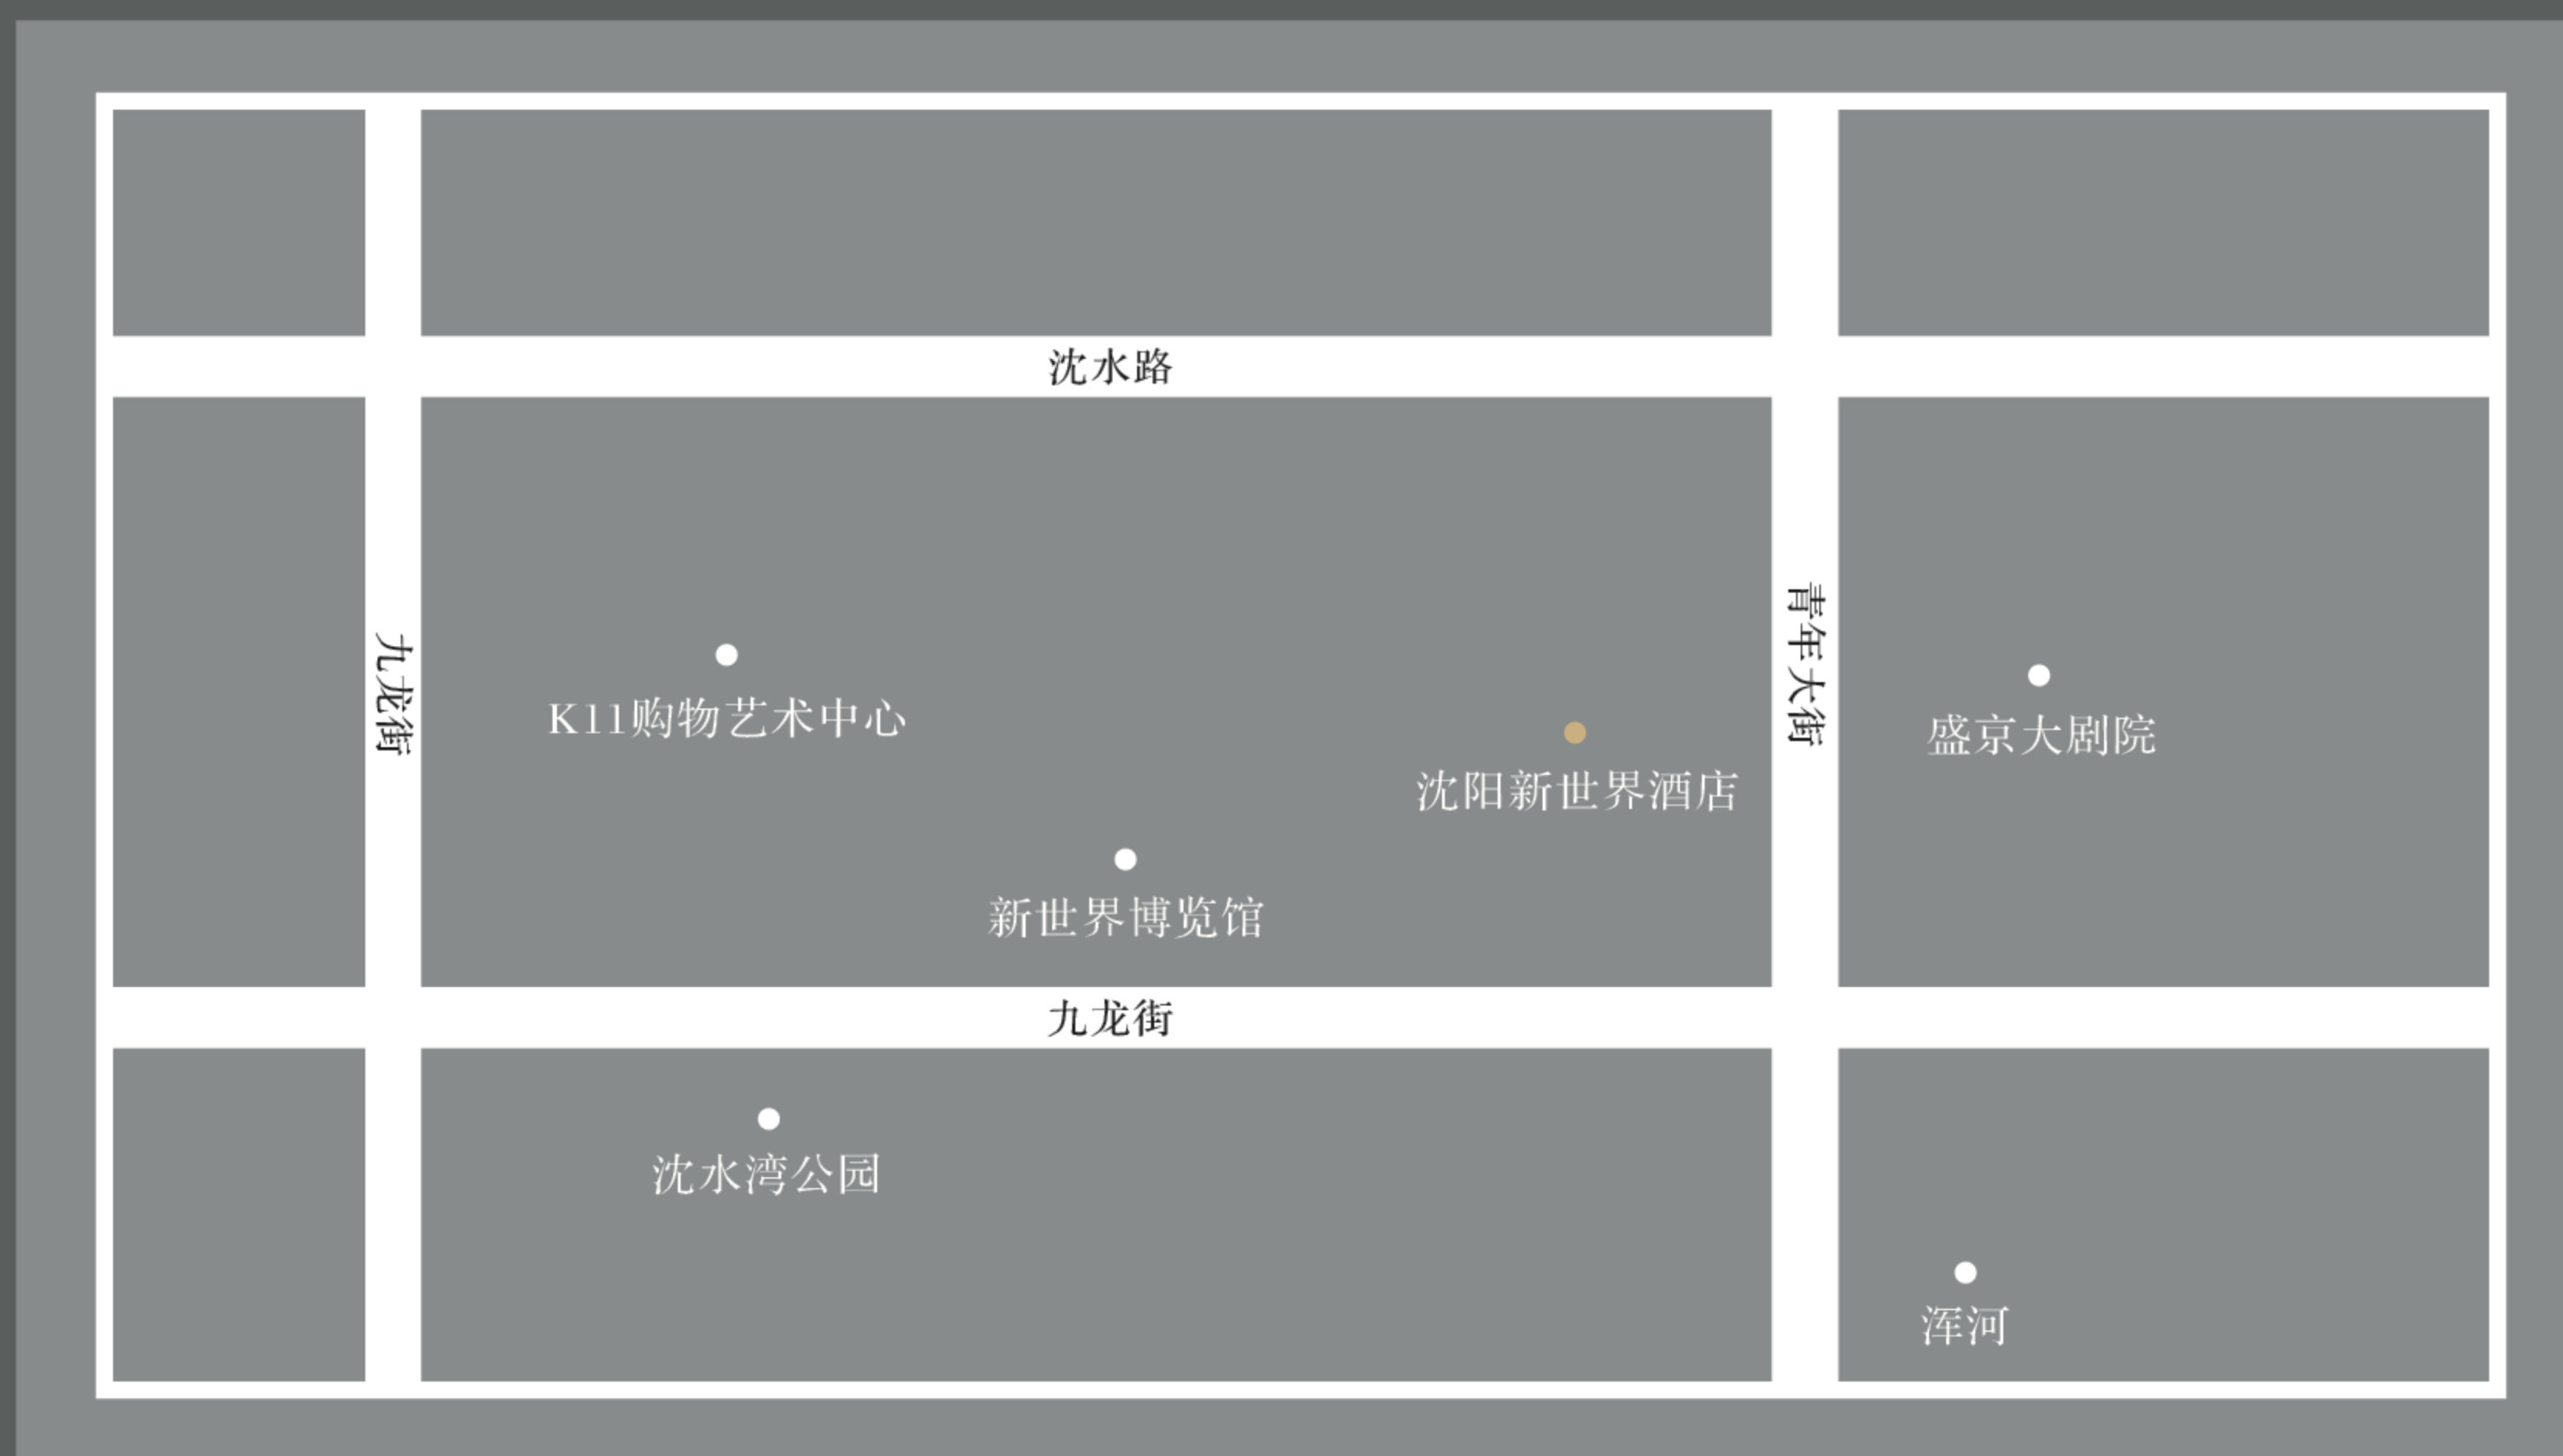 沈水路
青年大街
九龙街
K11购物艺术中心
盛京大剧院
沈阳新世界酒店
新世界博览馆
九龙街
沈水湾公园
浑河